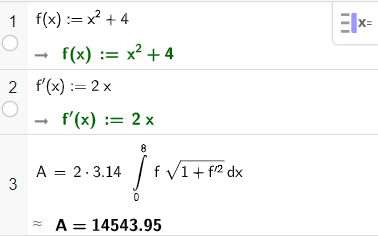 1 f(x) := x² + 4
x=
→ f(x) := x² + 4
2 f′(x) := 2 x
→ f′(x) := 2 x
3 A = 2 · 3.14 ∫₀⁸ f √(1 + f′²) dx
≈ A = 14543.95